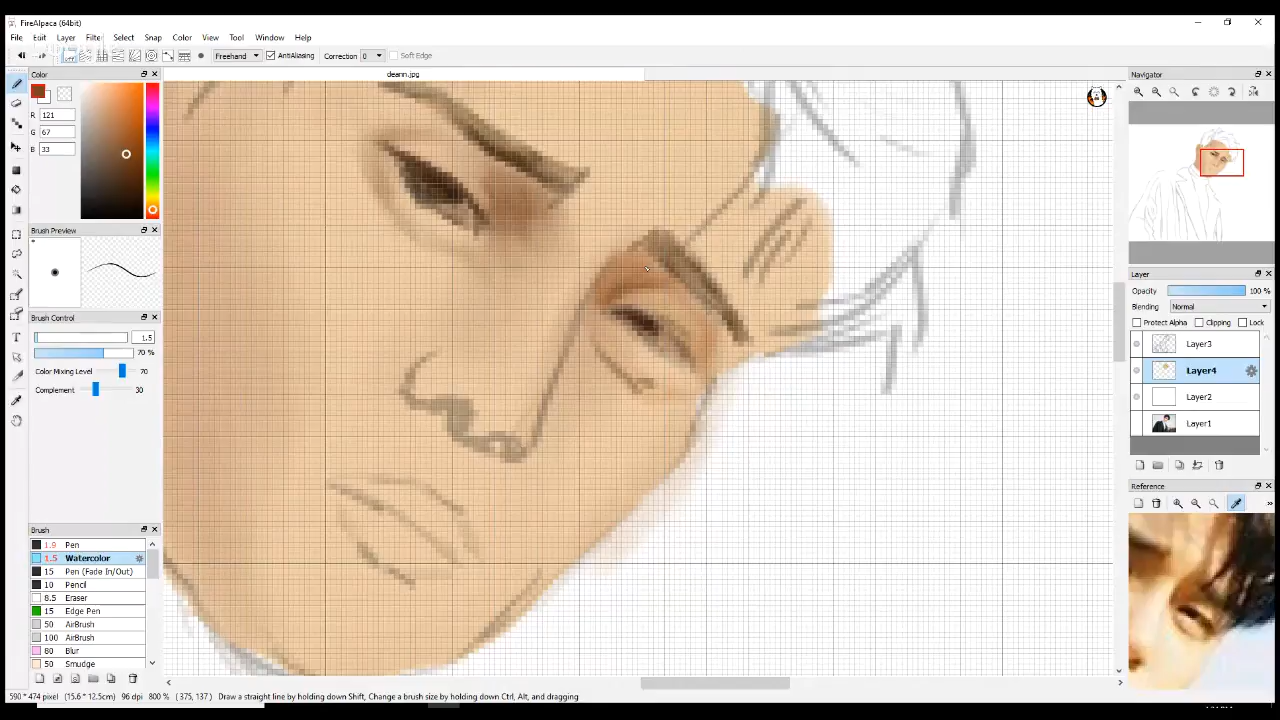 FireAlpaca (64bit)
File Edit Layer Filter Select Snap Color View Tool Window Help
Freehand AntiAliasing Correction 0 Soft Edge
Color
deann.jpg
Navigator
R 121
G 67
B 33
Brush Preview
Layer
Opacity 100 %
Blending Normal
Protect Alpha Clipping Lock
Brush Control
1.5
70 %
Color Mixing Level 70
Complement 30
Layer3
Layer4
Layer2
Layer1
Reference
Brush
1.9 Pen
1.5 Watercolor
15 Pen (Fade In/Out)
10 Pencil
8.5 Eraser
15 Edge Pen
50 AirBrush
100 AirBrush
80 Blur
50 Smudge
590 * 474 pixel (15.6 * 12.5cm) 96 dpi 800 % ( 375, 137 ) Draw a straight line by holding down Shift, Change a brush size by holding down Ctrl, Alt, and dragging